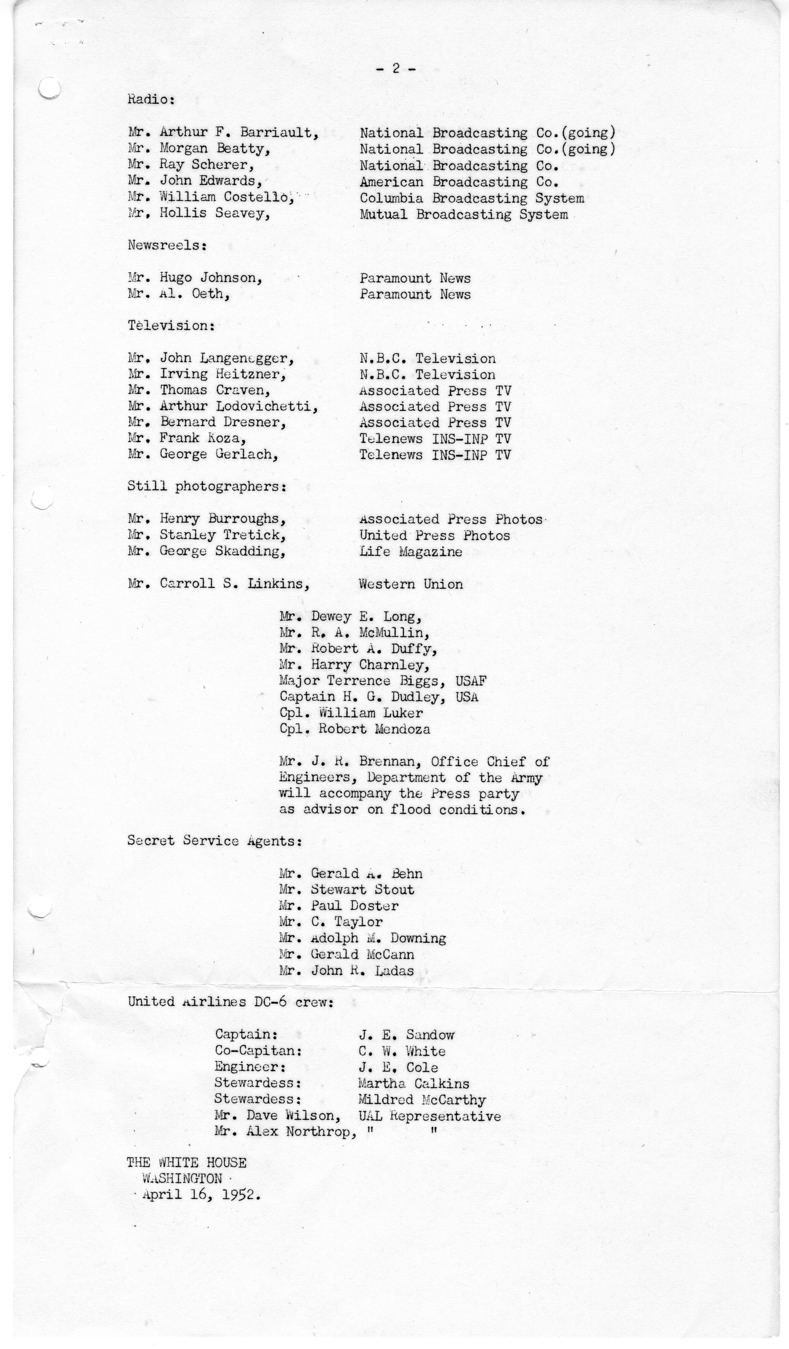 - 2 -
Radio:
Mr. Arthur F. Barriault, National Broadcasting Co.(going)
Mr. Morgan Beatty, National Broadcasting Co.(going)
Mr. Ray Scherer, National Broadcasting Co.
Mr. John Edwards, American Broadcasting Co.
Mr. William Costello, Columbia Broadcasting System
Mr. Hollis Seavey, Mutual Broadcasting System
Newsreels:
Mr. Hugo Johnson, Paramount News
Mr. Al. Oeth, Paramount News
Television:
Mr. John Langenegger, N.B.C. Television
Mr. Irving Heitzner, N.B.C. Television
Mr. Thomas Craven, Associated Press TV
Mr. Arthur Lodovichetti, Associated Press TV
Mr. Bernard Dresner, Associated Press TV
Mr. Frank Koza, Telenews INS-INP TV
Mr. George Gerlach, Telenews INS-INP TV
Still photographers:
Mr. Henry Burroughs, Associated Press Photos
Mr. Stanley Tretick, United Press Photos
Mr. George Skadding, Life Magazine
Mr. Carroll S. Linkins, Western Union
Mr. Dewey E. Long,
Mr. R. A. McMullin,
Mr. Robert A. Duffy,
Mr. Harry Charnley,
Major Terrence Biggs, USAF
Captain H. G. Dudley, USA
Cpl. William Luker
Cpl. Robert Mendoza
Mr. J. R. Brennan, Office Chief of
Engineers, Department of the Army
will accompany the Press party
as advisor on flood conditions.
Secret Service Agents:
Mr. Gerald A. Behn
Mr. Stewart Stout
Mr. Paul Doster
Mr. C. Taylor
Mr. Adolph M. Downing
Mr. Gerald McCann
Mr. John R. Ladas
United Airlines DC-6 crew:
Captain: J. E. Sandow
Co-Capitan: C. W. White
Engineer: J. E. Cole
Stewardess: Martha Calkins
Stewardess: Mildred McCarthy
Mr. Dave Wilson, UAL Representative
Mr. Alex Northrop, " "
THE WHITE HOUSE
WASHINGTON
April 16, 1952.